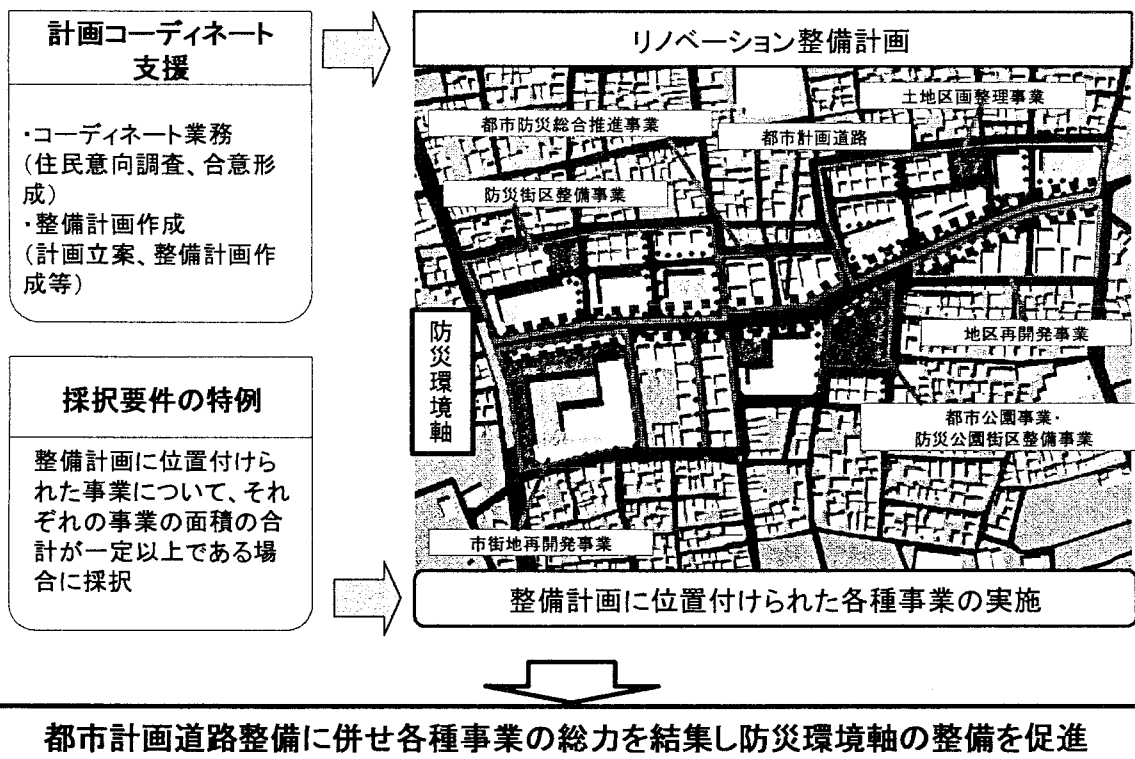 計画コーディネート
支援
・コーディネート業務
(住民意向調査、合意形
成)
・整備計画作成
(計画立案、整備計画作
成等)
採択要件の特例
整備計画に位置付けら
れた事業について、それ
ぞれの事業の面積の合
計が一定以上である場
合に採択
リノベーション整備計画
土地区画整理事業
都市防災総合推進事業
都市計画道路
防災街区整備事業
防災環境軸
地区再開発事業
都市公園事業・
防災公園街区整備事業
市街地再開発事業
整備計画に位置付けられた各種事業の実施
都市計画道路整備に併せ各種事業の総力を結集し防災環境軸の整備を促進